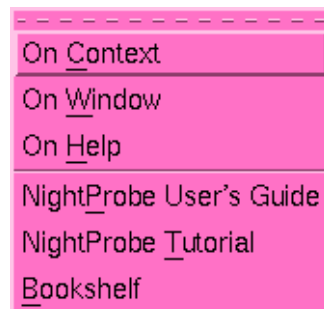 On Context
On Window
On Help
NightProbe User's Guide
NightProbe Tutorial
Bookshelf